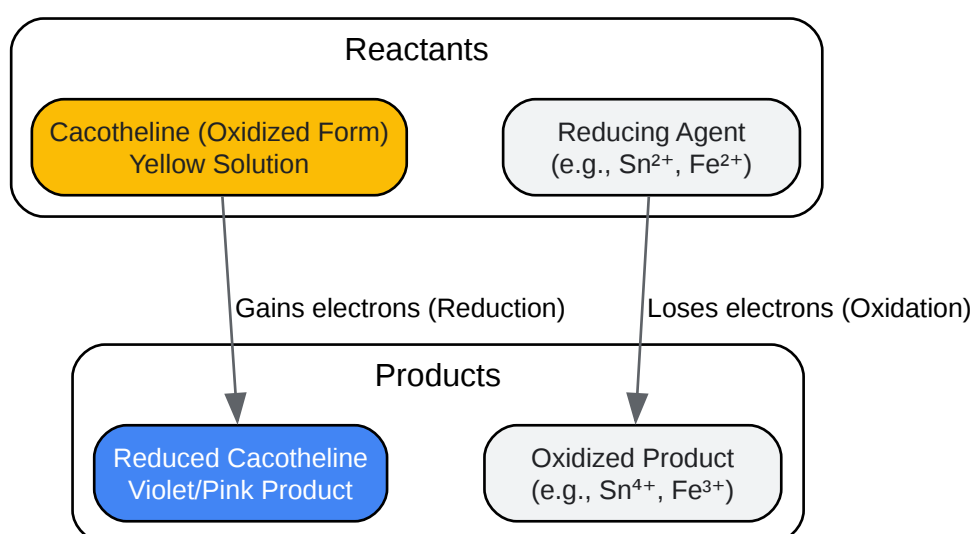 Reactants
Cacotheline (Oxidized Form)
Yellow Solution
Reducing Agent
(e.g., Sn²⁺, Fe²⁺)
Gains electrons (Reduction)
Loses electrons (Oxidation)
Products
Reduced Cacotheline
Violet/Pink Product
Oxidized Product
(e.g., Sn⁴⁺, Fe³⁺)